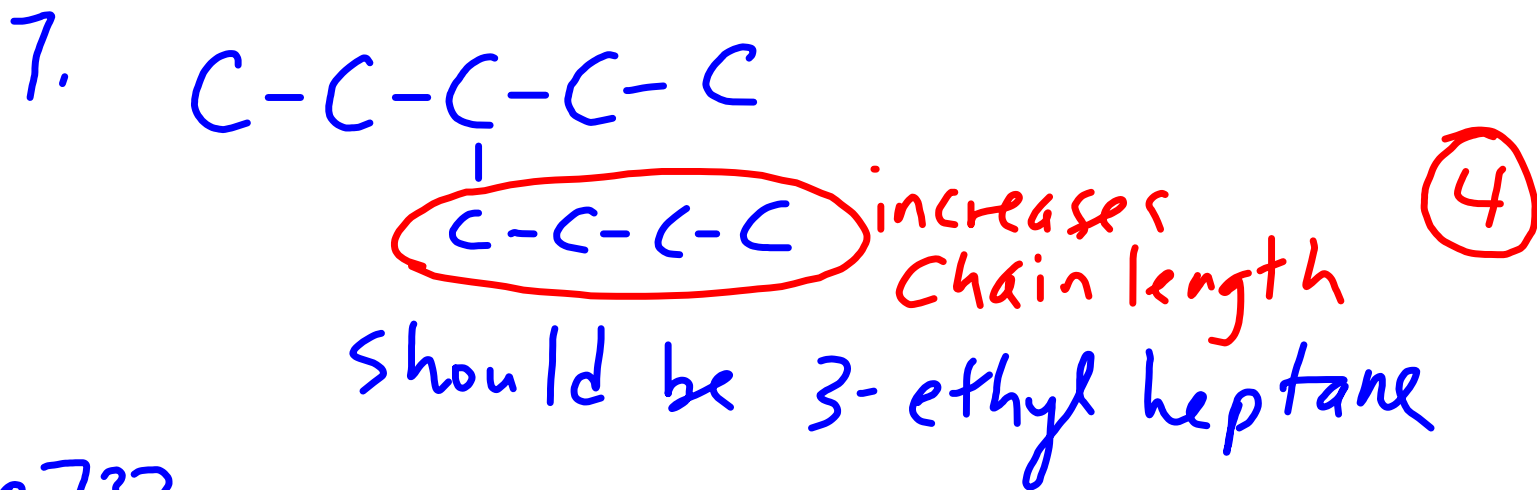 7.
C-C-C-C-C
|
C-C-C-C increases
chain length
4
should be 3-ethyl heptane